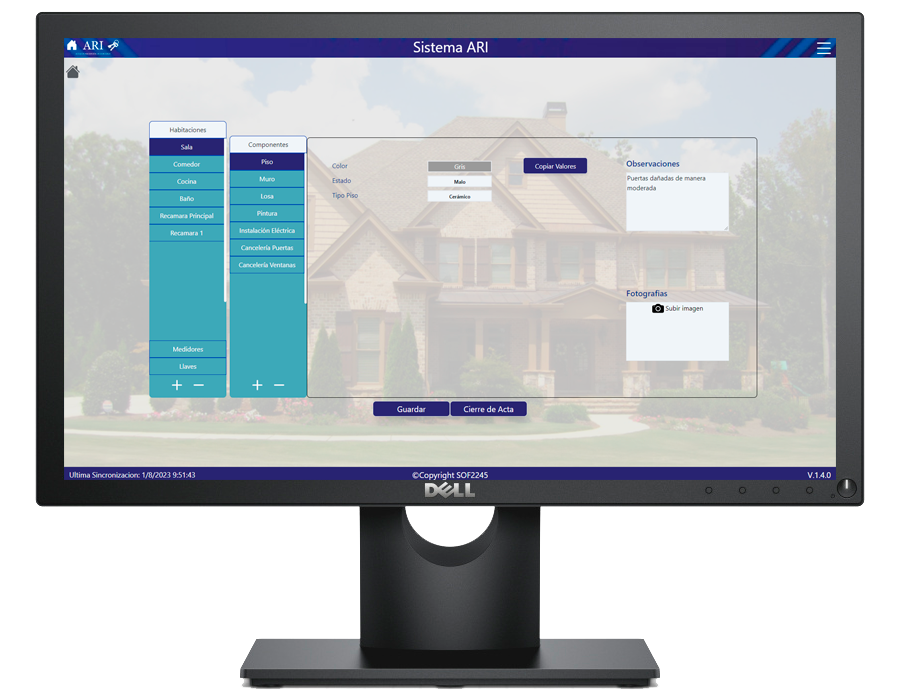 ARI
Sistema ARI
Habitaciones
Sala
Comedor
Cocina
Baño
Recamara Principal
Recamara 1
Medidores
Llaves
+ −
Componentes
Piso
Muro
Losa
Pintura
Instalación Eléctrica
Cancelería Puertas
Cancelería Ventanas
+ −
Color Gris
Estado Malo
Tipo Piso Cerámico
Copiar Valores
Observaciones
Puertas dañadas de manera
moderada
Fotografias
Subir imagen
Guardar
Cierre de Acta
Ultima Sincronizacion: 1/8/2023 9:51:43
©Copyright SOF2245
V.1.4.0
DELL